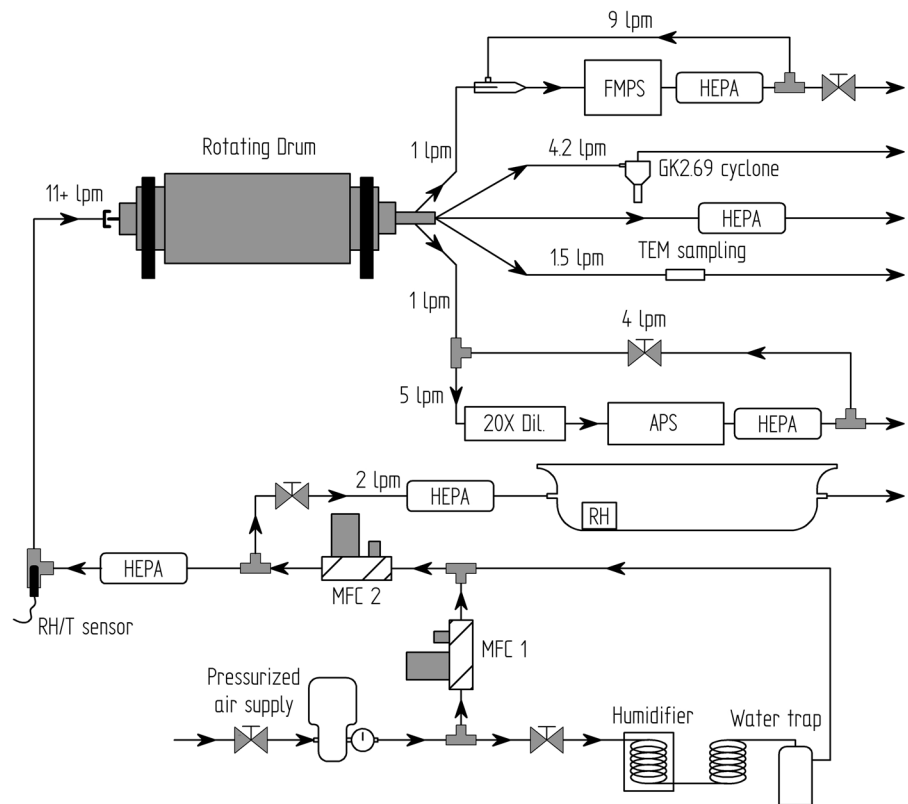 9 lpm
FMPS
HEPA
Rotating Drum
1 lpm
4.2 lpm
GK2.69 cyclone
11+ lpm
HEPA
TEM sampling
1.5 lpm
1 lpm
4 lpm
5 lpm
20X Dil.
APS
HEPA
2 lpm
HEPA
RH
HEPA
MFC 2
RH/T sensor
MFC 1
Pressurized
air supply
Humidifier
Water trap